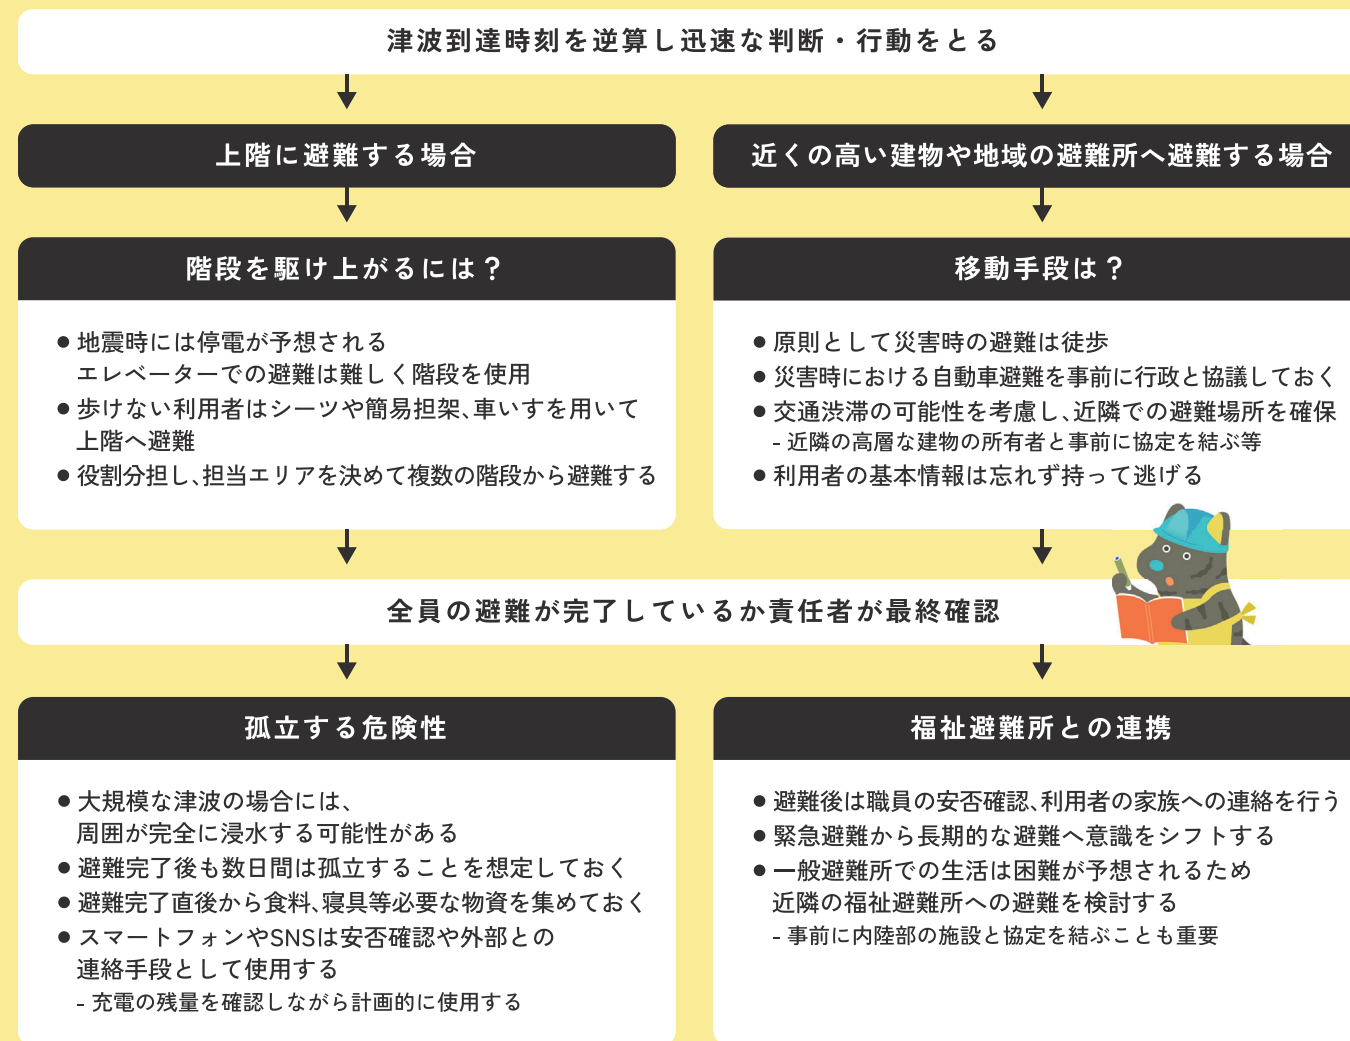 津波到達時刻を逆算し迅速な判断・行動をとる
上階に避難する場合
階段を駆け上がるには？
● 地震時には停電が予想される
エレベーターでの避難は難しく階段を使用
● 歩けない利用者はシーツや簡易担架、車いすを用いて
上階へ避難
● 役割分担し、担当エリアを決めて複数の階段から避難する
近くの高い建物や地域の避難所へ避難する場合
移動手段は？
● 原則として災害時の避難は徒歩
● 災害時における自動車避難を事前に行政と協議しておく
● 交通渋滞の可能性を考慮し、近隣での避難場所を確保
- 近隣の高層な建物の所有者と事前に協定を結ぶ等
● 利用者の基本情報は忘れず持って逃げる
全員の避難が完了しているか責任者が最終確認
孤立する危険性
● 大規模な津波の場合には、
周囲が完全に浸水する可能性がある
● 避難完了後も数日間は孤立することを想定しておく
● 避難完了直後から食料、寝具等必要な物資を集めておく
● スマートフォンやSNSは安否確認や外部との
連絡手段として使用する
- 充電の残量を確認しながら計画的に使用する
福祉避難所との連携
● 避難後は職員の安否確認、利用者の家族への連絡を行う
● 緊急避難から長期的な避難へ意識をシフトする
● 一般避難所での生活は困難が予想されるため
近隣の福祉避難所への避難を検討する
- 事前に内陸部の施設と協定を結ぶことも重要